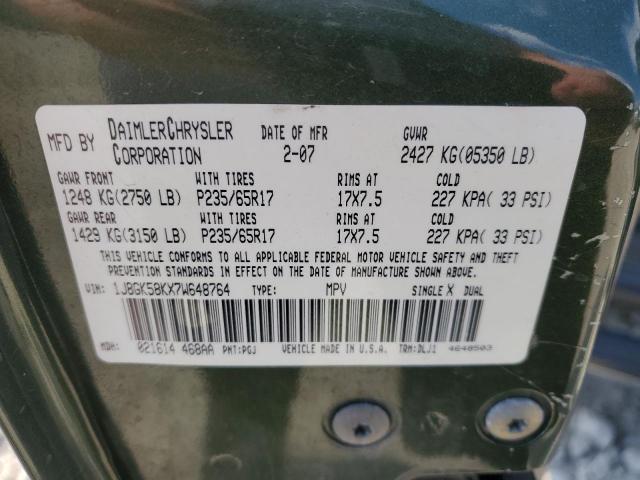 MFD BY DAIMLERCHRYSLER CORPORATION DATE OF MFR 2-07 GVWR 2427 KG(05350 LB)
GAWR FRONT WITH TIRES RIMS AT COLD
1248 KG(2750 LB) P235/65R17 17X7.5 227 KPA( 33 PSI)
GAWR REAR WITH TIRES RIMS AT COLD
1429 KG(3150 LB) P235/65R17 17X7.5 227 KPA( 33 PSI)
THIS VEHICLE CONFORMS TO ALL APPLICABLE FEDERAL MOTOR VEHICLE SAFETY AND THEFT
PREVENTION STANDARDS IN EFFECT ON THE DATE OF MANUFACTURE SHOWN ABOVE.
VIN: 1J8GK58KX7W648764 TYPE: MPV SINGLE X DUAL
MDH: 021614 468AA PNT:PGJ VEHICLE MADE IN U.S.A. TRM:DLJ1 4648503